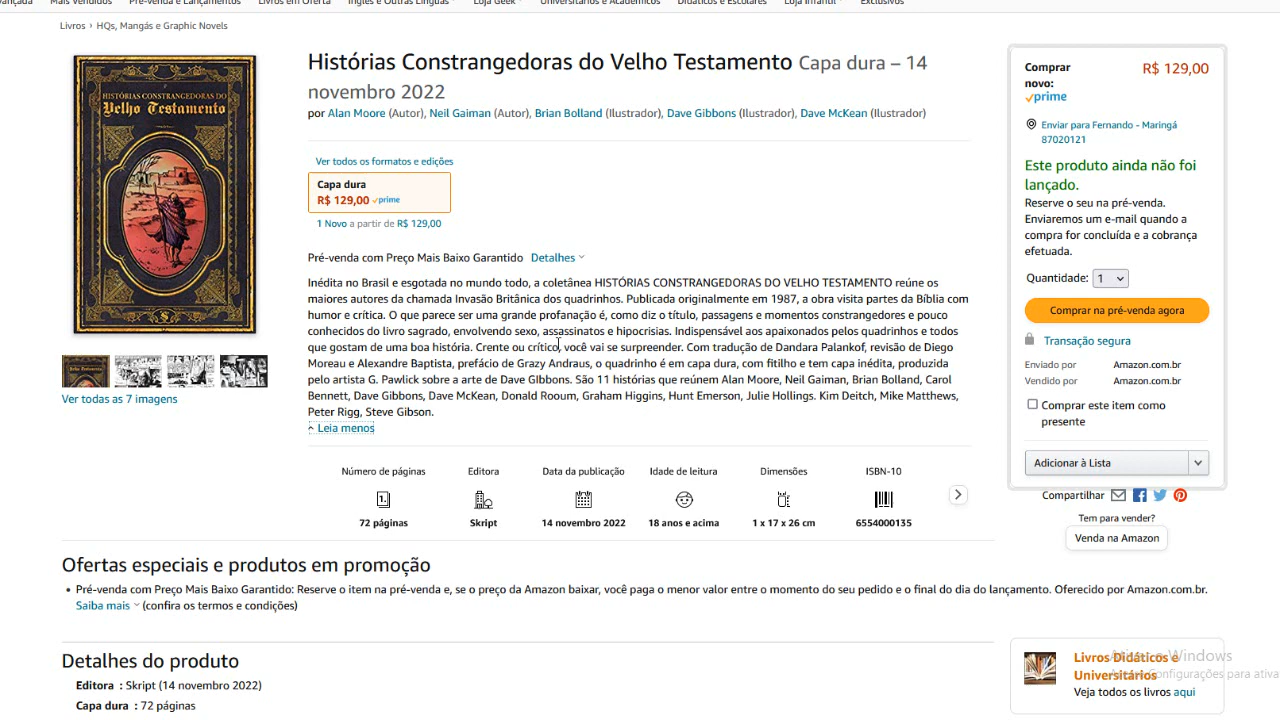 Mais Vendidos Pré-venda e Lançamentos Livros em Oferta Inglês e Outras Línguas Loja Geek Universitários e Acadêmicos Didáticos e Escolares Loja Infantil Exclusivos
Livros › HQs, Mangás e Graphic Novels
HISTÓRIAS CONSTRANGEDORAS DO
Velho Testamento
Ver todas as 7 imagens
Histórias Constrangedoras do Velho Testamento Capa dura – 14
novembro 2022
por Alan Moore (Autor), Neil Gaiman (Autor), Brian Bolland (Ilustrador), Dave Gibbons (Ilustrador), Dave McKean (Ilustrador)
Ver todos os formatos e edições
Capa dura
R$ 129,00 prime
1 Novo a partir de R$ 129,00
Pré-venda com Preço Mais Baixo Garantido Detalhes
Inédita no Brasil e esgotada no mundo todo, a coletânea HISTÓRIAS CONSTRANGEDORAS DO VELHO TESTAMENTO reúne os
maiores autores da chamada Invasão Britânica dos quadrinhos. Publicada originalmente em 1987, a obra visita partes da Bíblia com
humor e crítica. O que parece ser uma grande profanação é, como diz o título, passagens e momentos constrangedores e pouco
conhecidos do livro sagrado, envolvendo sexo, assassinatos e hipocrisias. Indispensável aos apaixonados pelos quadrinhos e todos
que gostam de uma boa história. Crente ou crítico, você vai se surpreender. Com tradução de Dandara Palankof, revisão de Diego
Moreau e Alexandre Baptista, prefácio de Grazy Andraus, o quadrinho é em capa dura, com fitilho e tem capa inédita, produzida
pelo artista G. Pawlick sobre a arte de Dave GIbbons. São 11 histórias que reúnem Alan Moore, Neil Gaiman, Brian Bolland, Carol
Bennett, Dave Gibbons, Dave McKean, Donald Rooum, Graham Higgins, Hunt Emerson, Julie Hollings. Kim Deitch, Mike Matthews,
Peter Rigg, Steve Gibson.
Leia menos
Número de páginas Editora Data da publicação Idade de leitura Dimensões ISBN-10
1.
72 páginas Skript 14 novembro 2022 18 anos e acima 1 x 17 x 26 cm 6554000135
Comprar
novo:
R$ 129,00
prime
Enviar para Fernando - Maringá
87020121
Este produto ainda não foi
lançado.
Reserve o seu na pré-venda.
Enviaremos um e-mail quando a
compra for concluída e a cobrança
efetuada.
Quantidade: 1
Comprar na pré-venda agora
Transação segura
Enviado por Amazon.com.br
Vendido por Amazon.com.br
Comprar este item como
presente
Adicionar à Lista
Compartilhar
Tem para vender?
Venda na Amazon
Ofertas especiais e produtos em promoção
• Pré-venda com Preço Mais Baixo Garantido: Reserve o item na pré-venda e, se o preço da Amazon baixar, você paga o menor valor entre o momento do seu pedido e o final do dia do lançamento. Oferecido por Amazon.com.br.
Saiba mais (confira os termos e condições)
Detalhes do produto
Editora : Skript (14 novembro 2022)
Capa dura : 72 páginas
Livros Didáticos e
Universitários
Veja todos os livros aqui